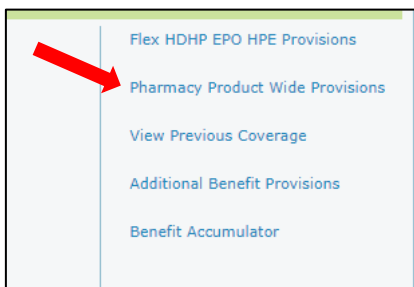 Flex HDHP EPO HPE Provisions
Pharmacy Product Wide Provisions
View Previous Coverage
Additional Benefit Provisions
Benefit Accumulator